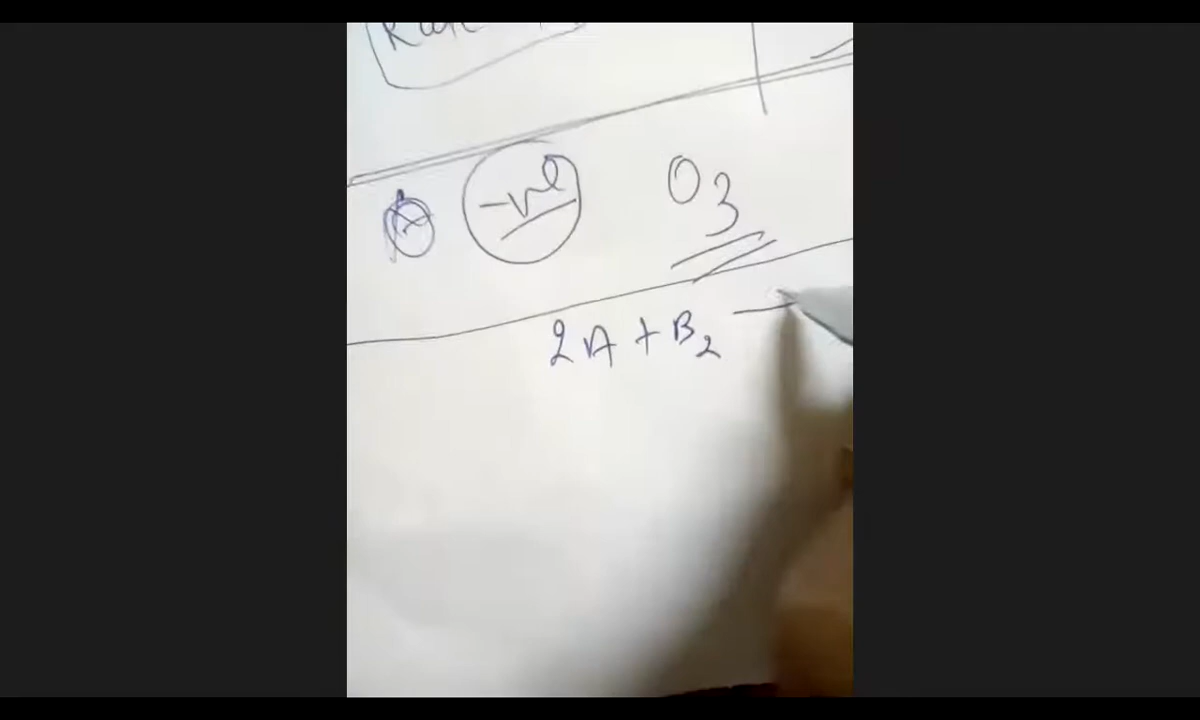 -ve O3
2A + B2 —